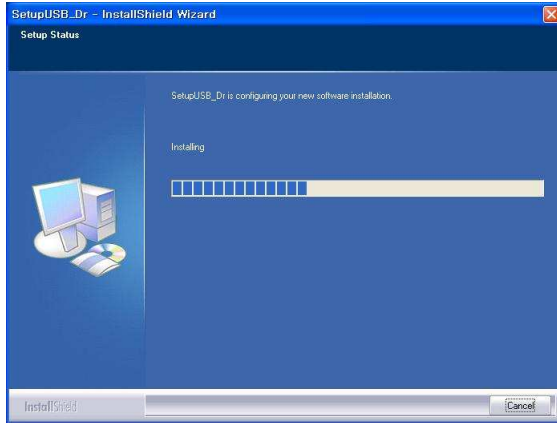 SetupUSB_Dr - InstallShield Wizard
Setup Status
SetupUSB_Dr is configuring your new software installation.
Installing
InstallShield
Cancel